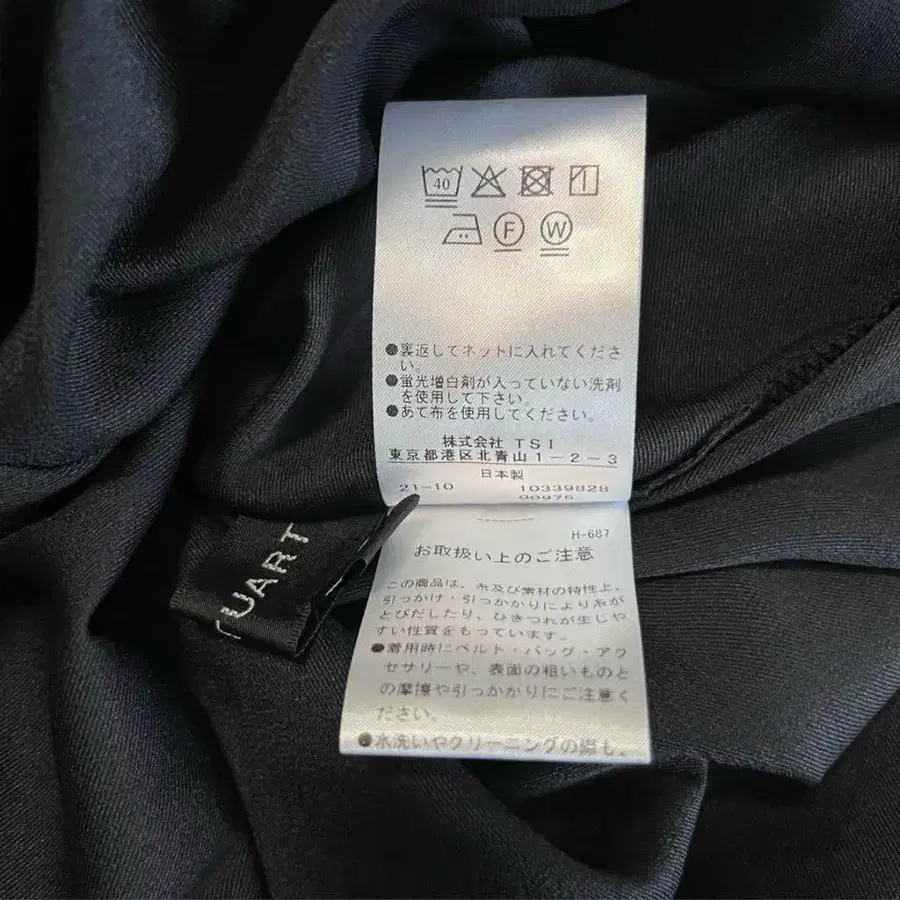 40
F W
●裏返してネットに入れてくださ
い。
●蛍光増白剤が入っていない洗剤
を使用して下さい。
●あて布を使用してください。
株式会社 TSI
東京都港区北青山1-2-3
日本製
21-10 10339828
00975
H-687
お取扱い上のご注意
この商品は、糸及び素材の特性上、
引っかけ・引っかかりにより糸が
とびだしたり、ひきつれが生じや
すい性質をもっています。
●着用時にベルト・バッグ・アク
セサリーや、表面の粗いものと
の摩擦や引っかかりにご注意く
ださい。
●水洗いやクリーニングの際も、
UART